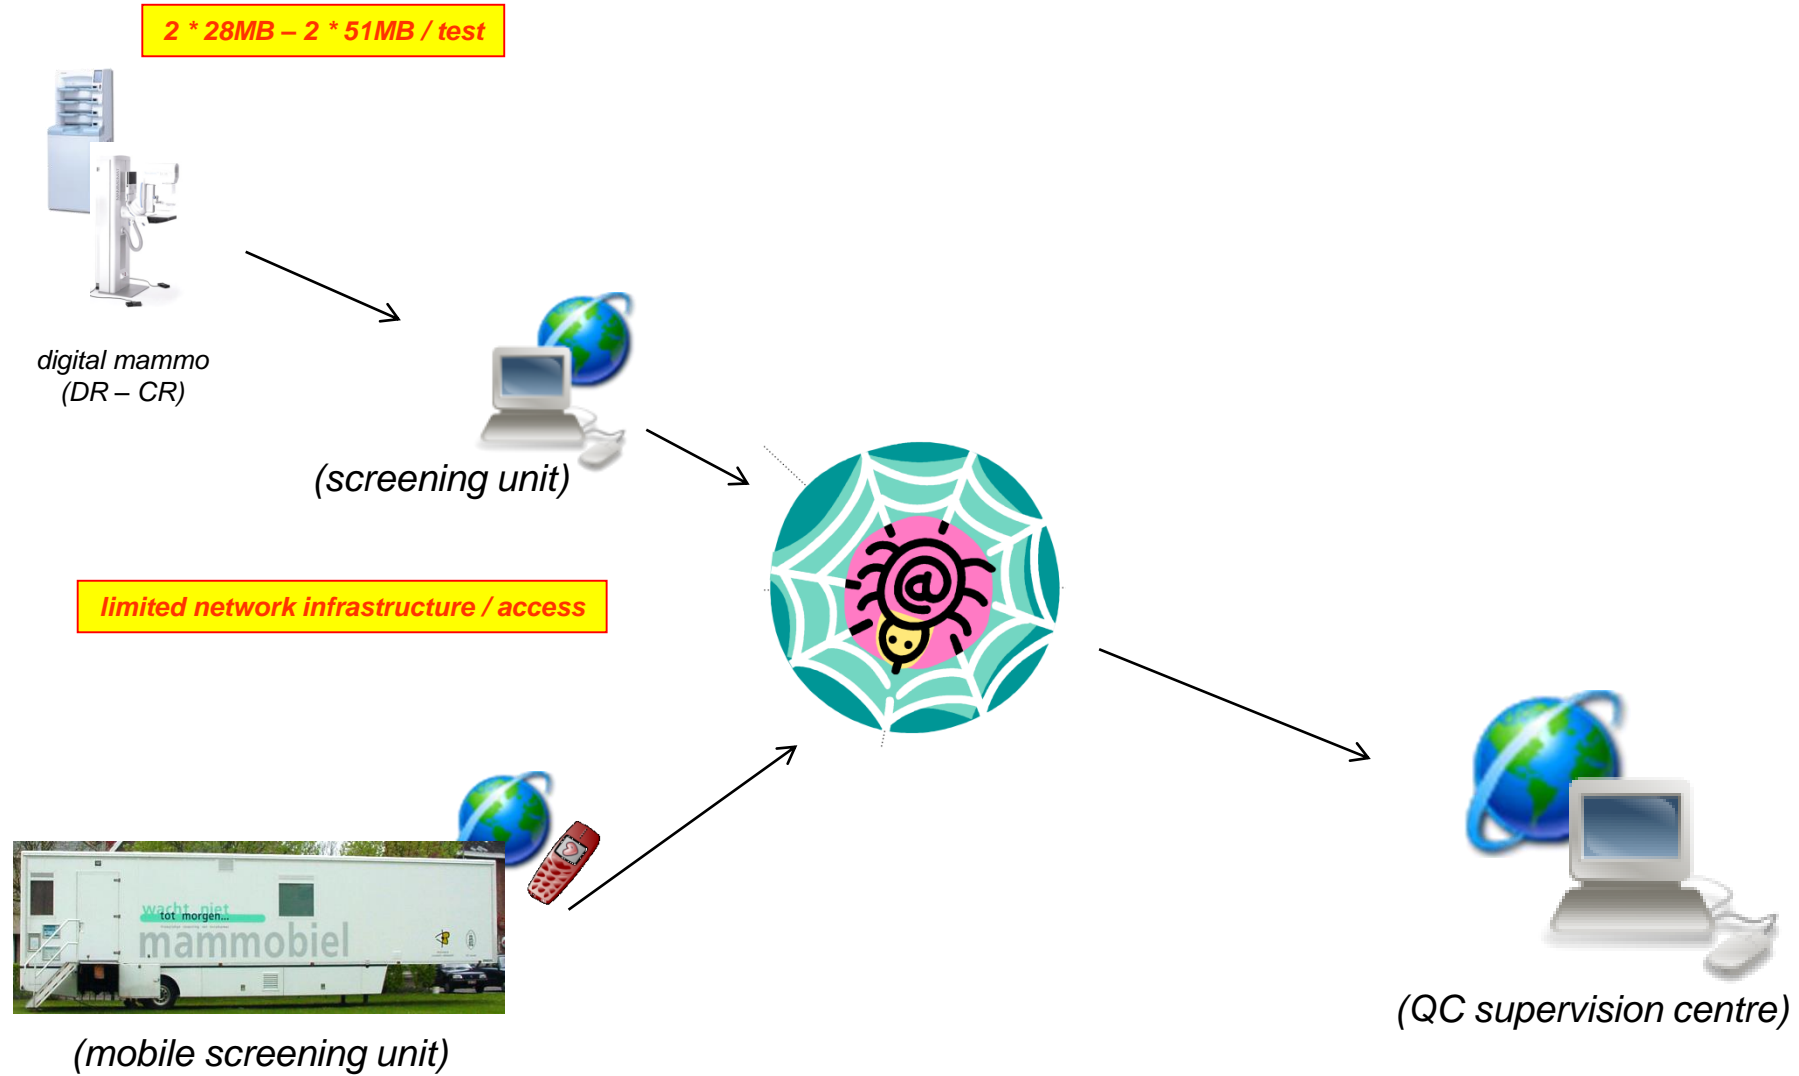 2 * 28MB – 2 * 51MB / test
digital mammo
(DR – CR)
(screening unit)
@
limited network infrastructure / access
wacht niet
tot morgen...
mammobiel
(mobile screening unit)
(QC supervision centre)